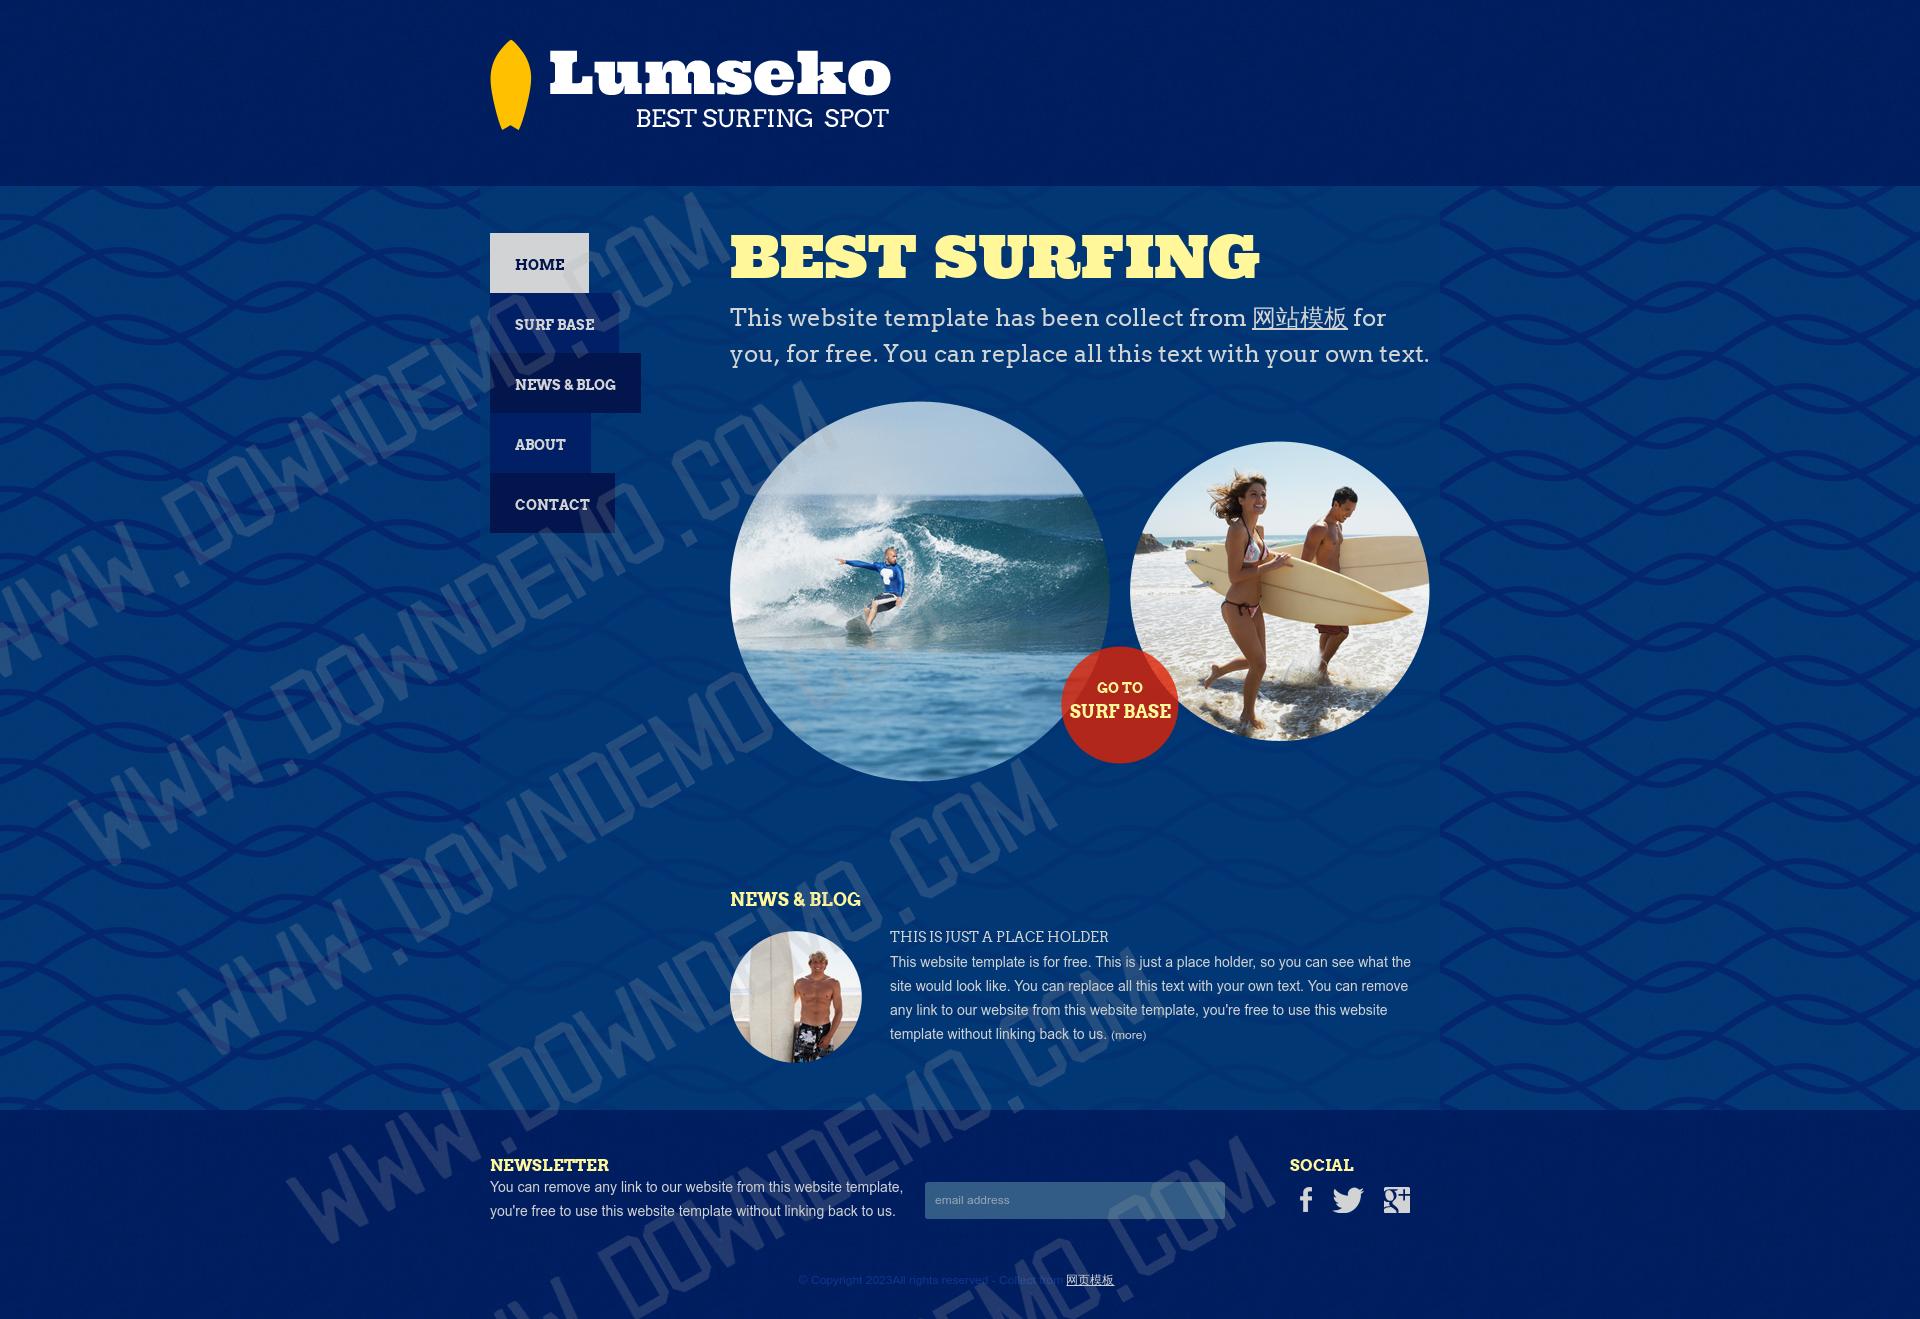 Lumseko
BEST SURFING SPOT
HOME
SURF BASE
NEWS & BLOG
ABOUT
CONTACT
BEST SURFING
This website template has been collect from 网站模板 for
you, for free. You can replace all this text with your own text.
GO TO
SURF BASE
NEWS & BLOG
THIS IS JUST A PLACE HOLDER
This website template is for free. This is just a place holder, so you can see what the
site would look like. You can replace all this text with your own text. You can remove
any link to our website from this website template, you're free to use this website
template without linking back to us. (more)
NEWSLETTER
You can remove any link to our website from this website template,
you're free to use this website template without linking back to us.
email address
SOCIAL
© Copyright 2023All rights reserved - Collect from 网页模板
WWW.DOWNDEMO.COM
WWW.DOWNDEMO.COM
WWW.DOWNDEMO.COM
WWW.DOWNDEMO.COM
W.DOWNDEMO.COM
EMO.COM